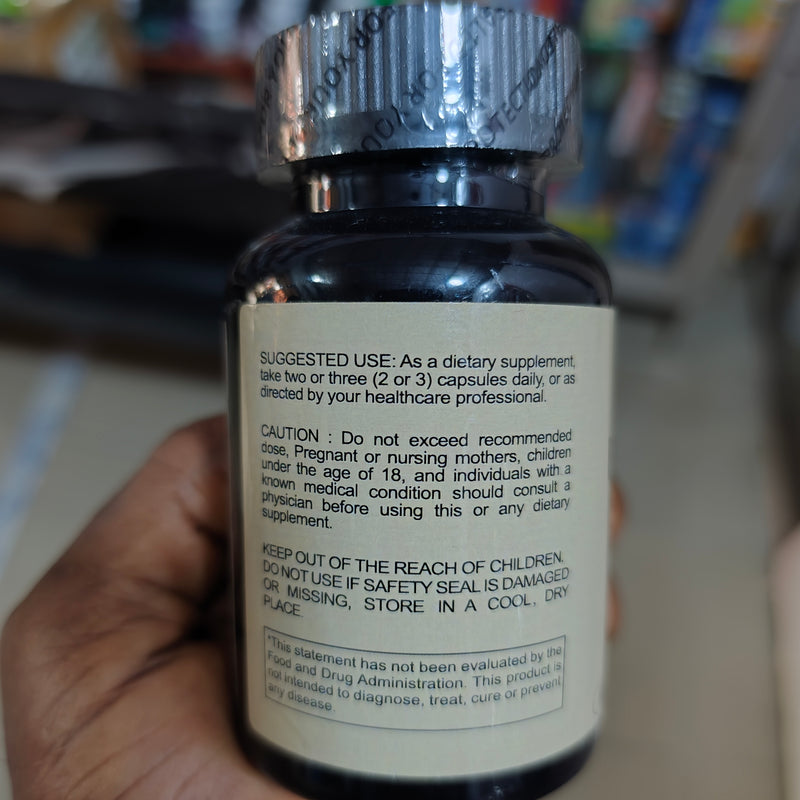 FOR YOUR
FOR YOU
PROTECTION
SUGGESTED USE: As a dietary supplement,
take two or three (2 or 3) capsules daily, or as
directed by your healthcare professional.
CAUTION : Do not exceed recommended
dose, Pregnant or nursing mothers, children
under the age of 18, and individuals with a
known medical condition should consult a
physician before using this or any dietary
supplement.
KEEP OUT OF THE REACH OF CHILDREN.
DO NOT USE IF SAFETY SEAL IS DAMAGED
OR MISSING, STORE IN A COOL, DRY
PLACE.
*This statement has not been evaluated by the
Food and Drug Administration. This product is
not intended to diagnose, treat, cure or prevent
any disease.